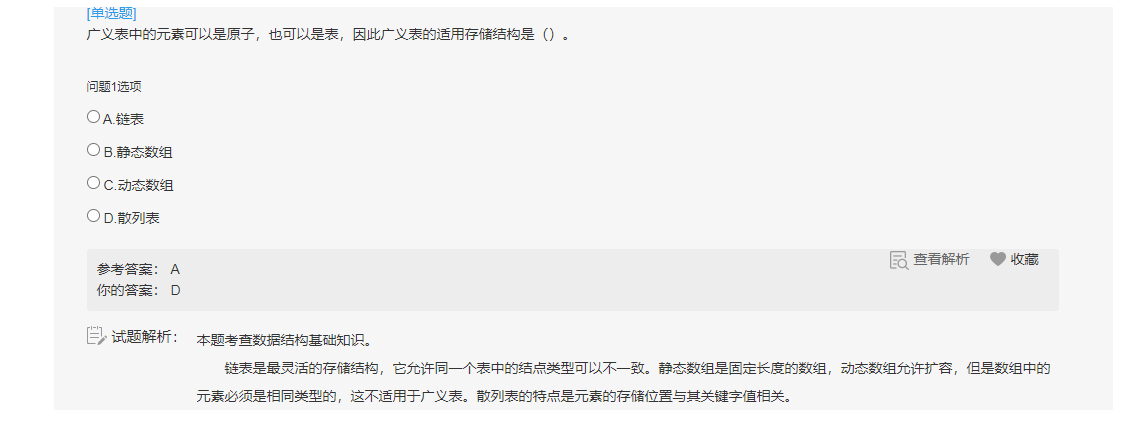 [单选题]
广义表中的元素可以是原子，也可以是表，因此广义表的适用存储结构是（）。
问题1选项
A.链表
B.静态数组
C.动态数组
D.散列表
查看解析 收藏
参考答案： A
你的答案： D
试题解析： 本题考查数据结构基础知识。
链表是最灵活的存储结构，它允许同一个表中的结点类型可以不一致。静态数组是固定长度的数组，动态数组允许扩容，但是数组中的
元素必须是相同类型的，这不适用于广义表。散列表的特点是元素的存储位置与其关键字值相关。